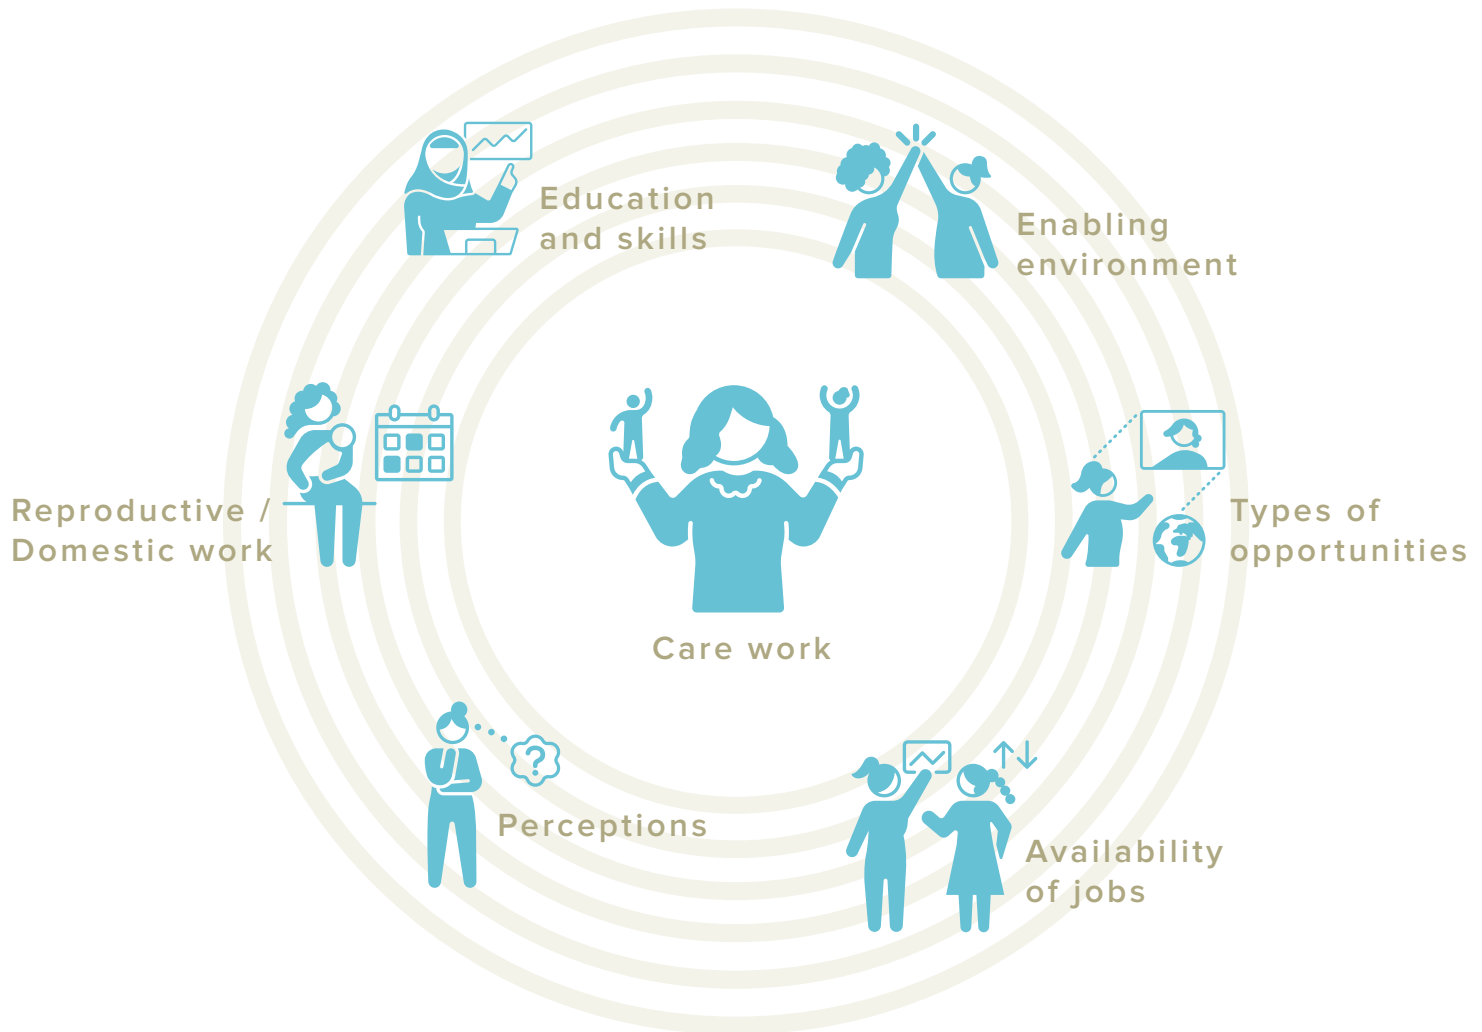 Education
and skills
Enabling
environment
Reproductive /
Domestic work
Types of
opportunities
Care work
?
Perceptions
Availability
of jobs